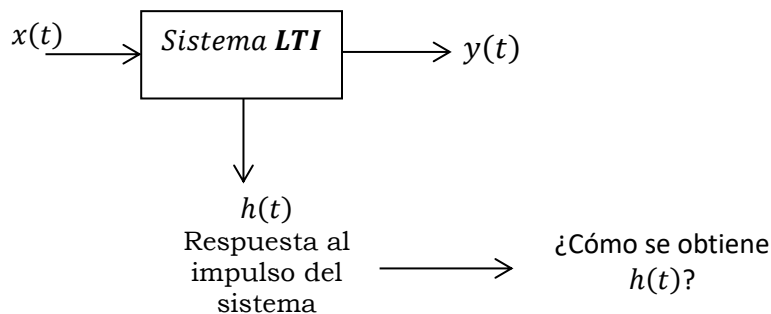 x(t)
Sistema LTI
y(t)
h(t)
Respuesta al
impulso del
sistema
¿Cómo se obtiene
h(t)?